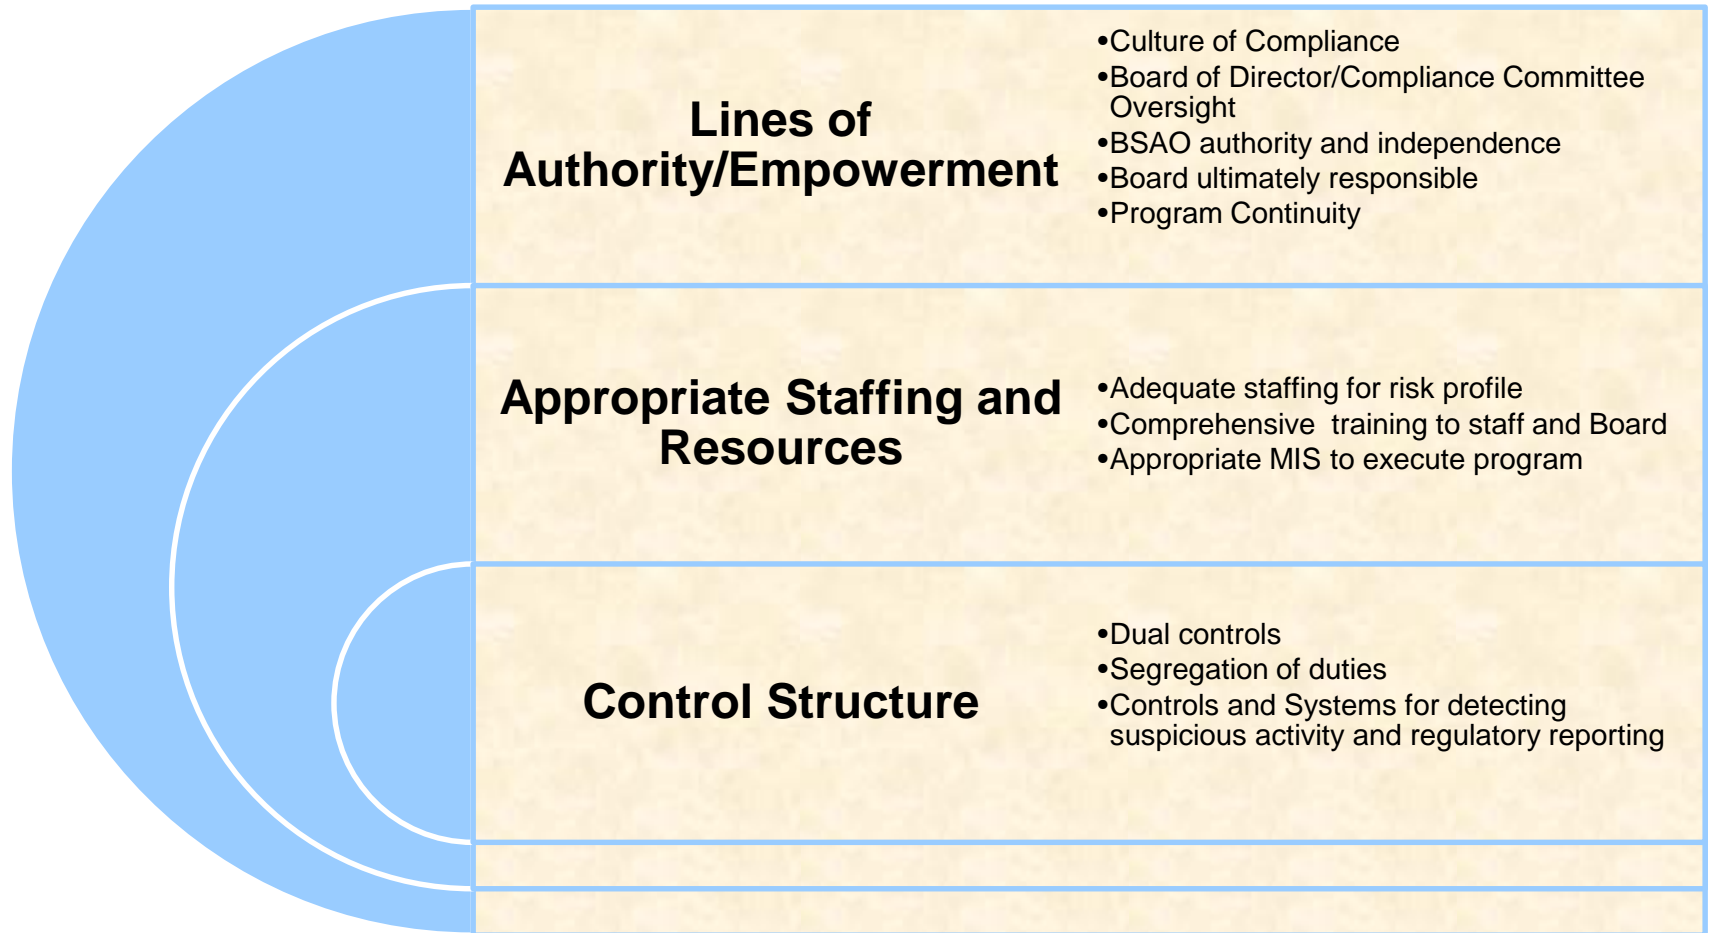 Lines of
Authority/Empowerment
•Culture of Compliance
•Board of Director/Compliance Committee
Oversight
•BSAO authority and independence
•Board ultimately responsible
•Program Continuity
Appropriate Staffing and
Resources
•Adequate staffing for risk profile
•Comprehensive  training to staff and Board
•Appropriate MIS to execute program
Control Structure
•Dual controls
•Segregation of duties
•Controls and Systems for detecting
suspicious activity and regulatory reporting